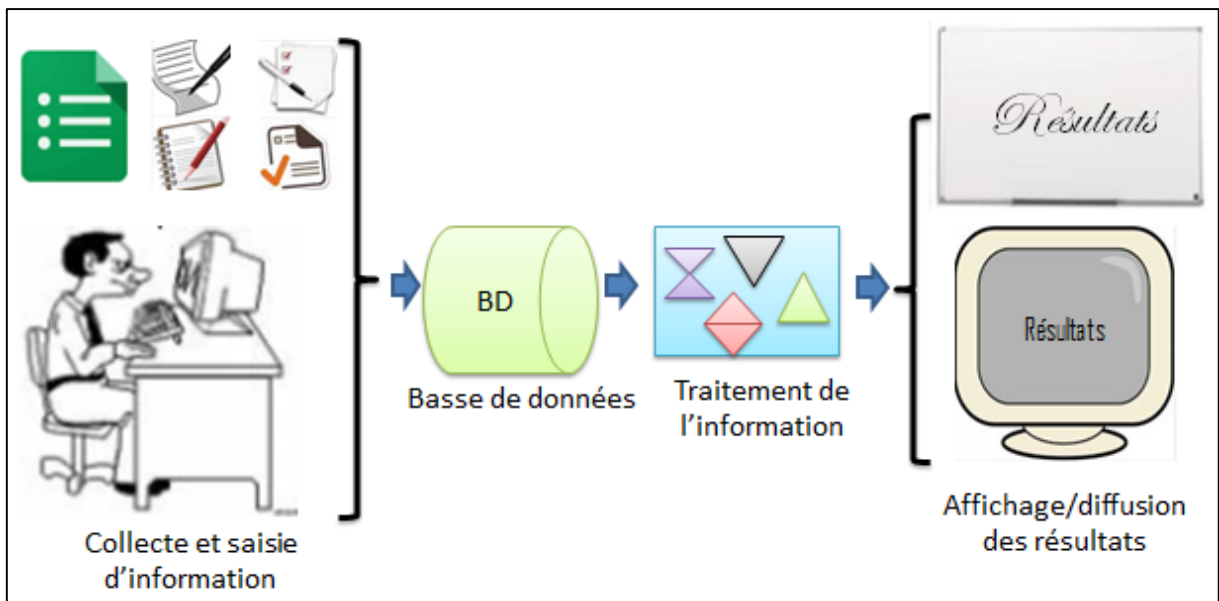 Collecte et saisie
d'information
BD
Basse de données
Traitement de
l'information
Résultats
Résultats
Affichage/diffusion
des résultats